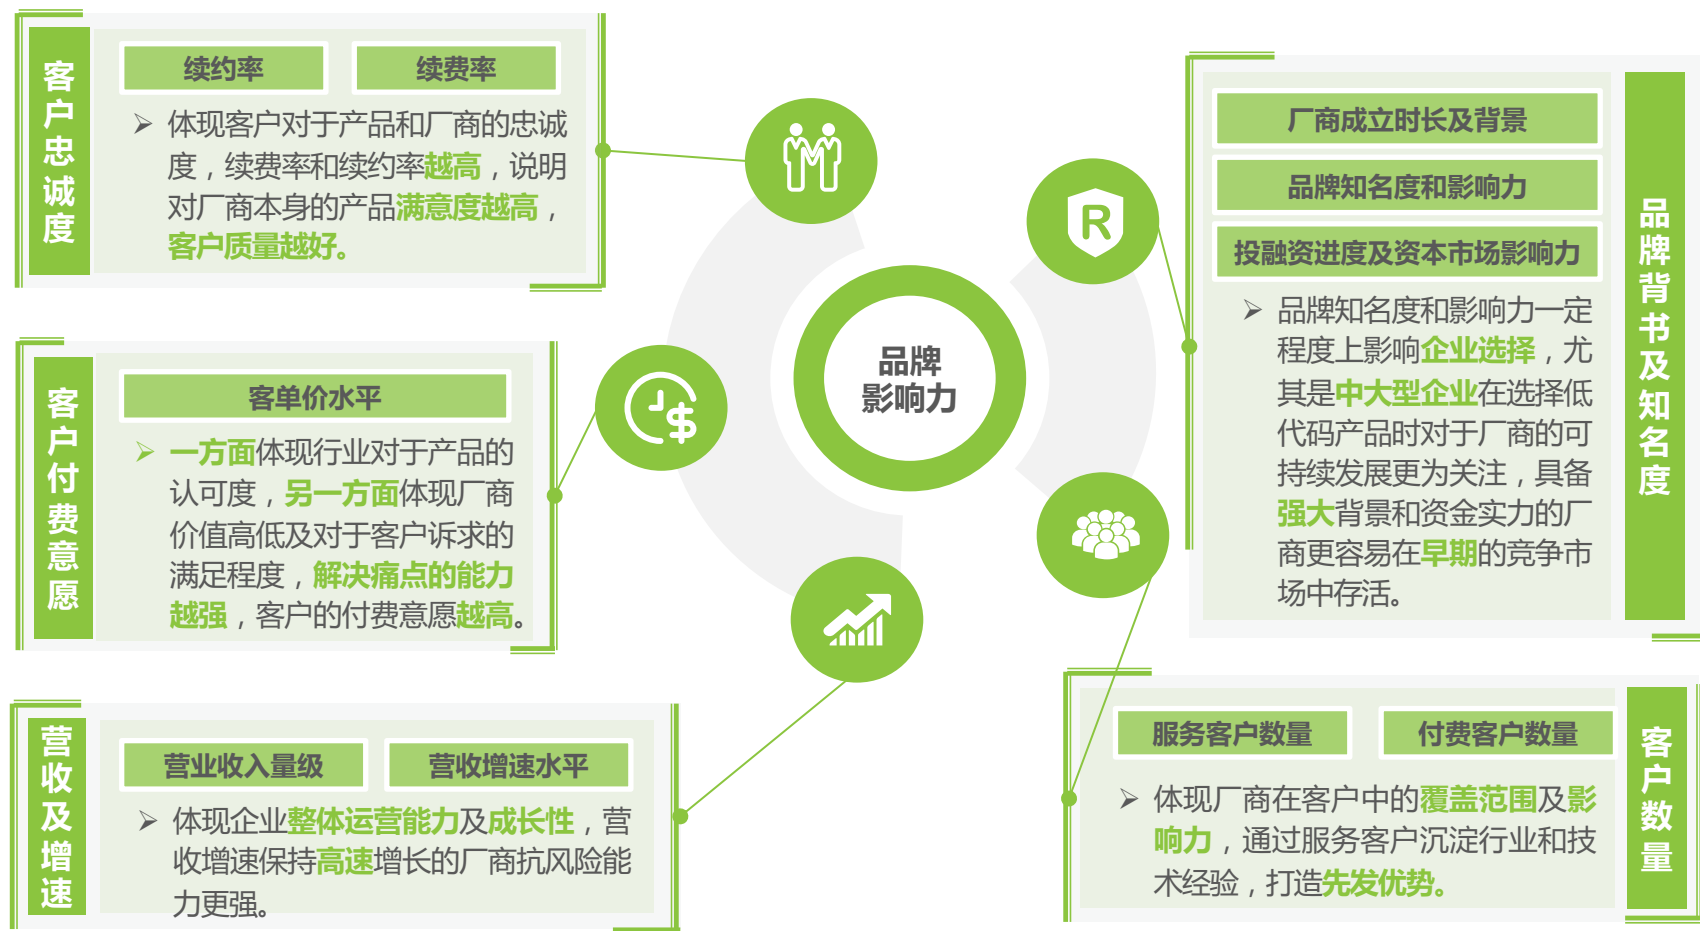 客户忠诚度
续约率
续费率
体现客户对于产品和厂商的忠诚
度，续费率和续约率越高，说明
对厂商本身的产品满意度越高，
客户质量越好。
客户付费意愿
客单价水平
一方面体现行业对于产品的
认可度，另一方面体现厂商
价值高低及对于客户诉求的
满足程度，解决痛点的能力
越强，客户的付费意愿越高。
营收及增速
营业收入量级
营收增速水平
体现企业整体运营能力及成长性，营
收增速保持高速增长的厂商抗风险能
力更强。
品牌
影响力
R
厂商成立时长及背景
品牌知名度和影响力
投融资进度及资本市场影响力
品牌知名度和影响力一定
程度上影响企业选择，尤
其是中大型企业在选择低
代码产品时对于厂商的可
持续发展更为关注，具备
强大背景和资金实力的厂
商更容易在早期的竞争市
场中存活。
品牌背书及知名度
服务客户数量
付费客户数量
体现厂商在客户中的覆盖范围及影
响力，通过服务客户沉淀行业和技
术经验，打造先发优势。
客户数量